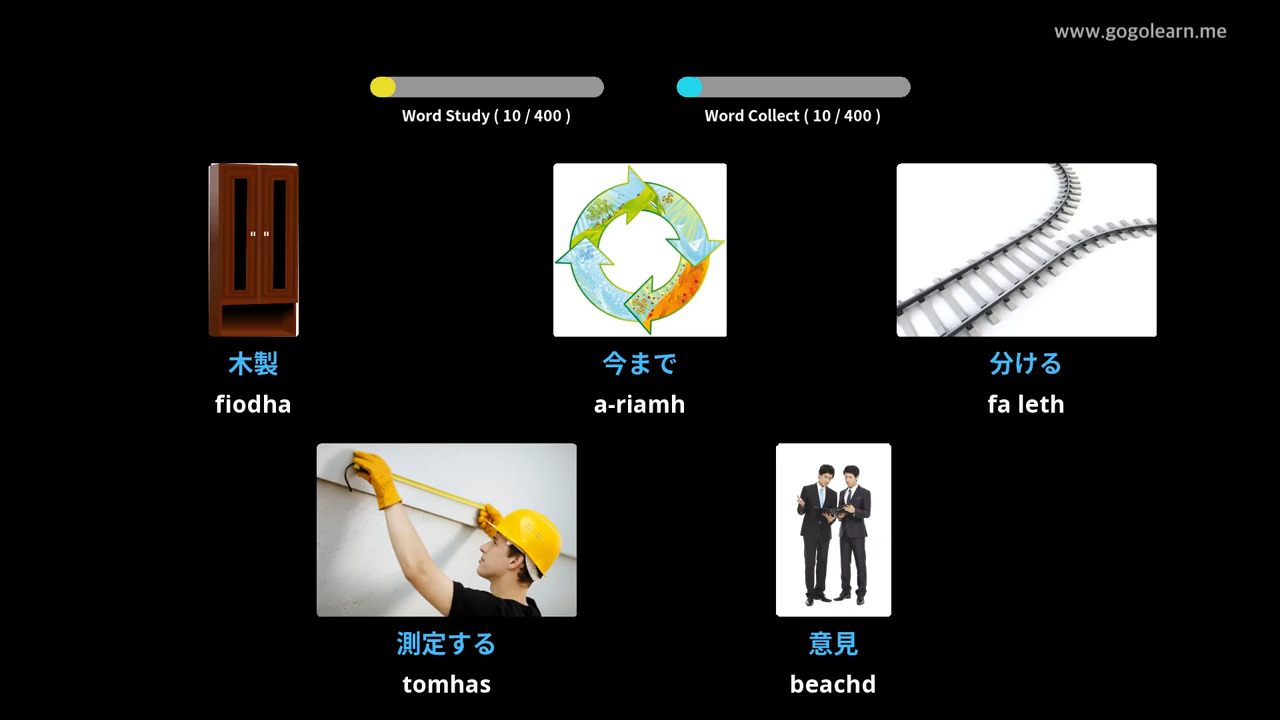 www.gogolearn.me
Word Study ( 10 / 400 )
Word Collect ( 10 / 400 )
木製
fiodha
今まで
a-riamh
分ける
fa leth
測定する
tomhas
意見
beachd